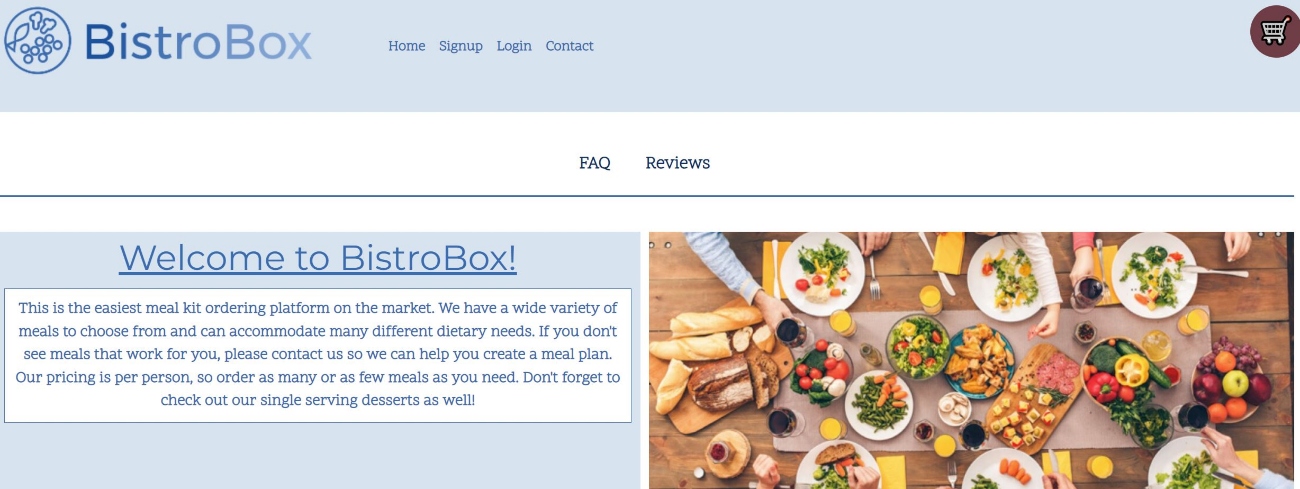 BistroBox
Home Signup Login Contact
FAQ Reviews
Welcome to BistroBox!
This is the easiest meal kit ordering platform on the market. We have a wide variety of
meals to choose from and can accommodate many different dietary needs. If you don't
see meals that work for you, please contact us so we can help you create a meal plan.
Our pricing is per person, so order as many or as few meals as you need. Don't forget to
check out our single serving desserts as well!